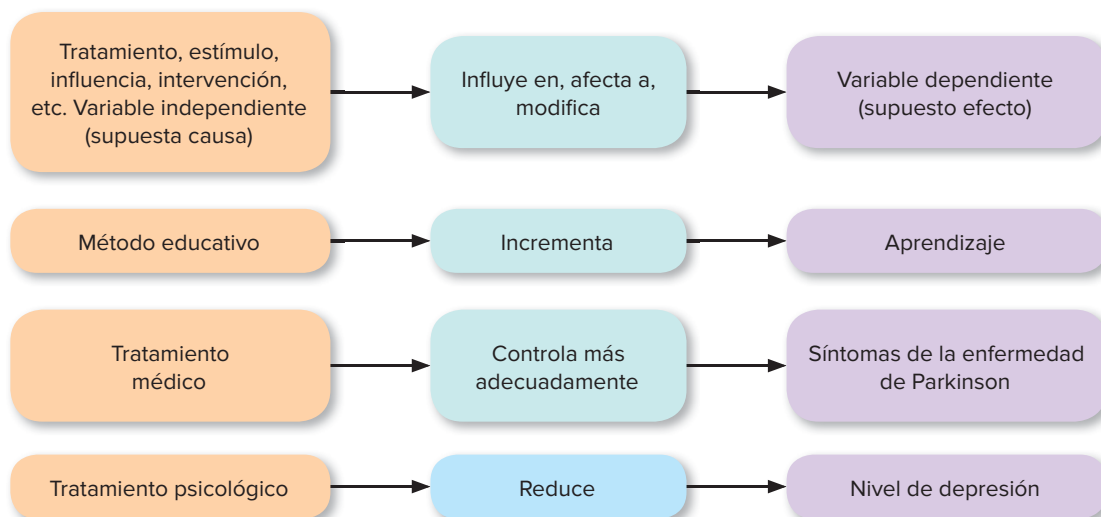 Tratamiento, estímulo,
influencia, intervención,
etc. Variable independiente
(supuesta causa)
Influye en, afecta a,
modifica
Variable dependiente
(supuesto efecto)
Método educativo
Incrementa
Aprendizaje
Tratamiento
médico
Controla más
adecuadamente
Síntomas de la enfermedad
de Parkinson
Tratamiento psicológico
Reduce
Nivel de depresión